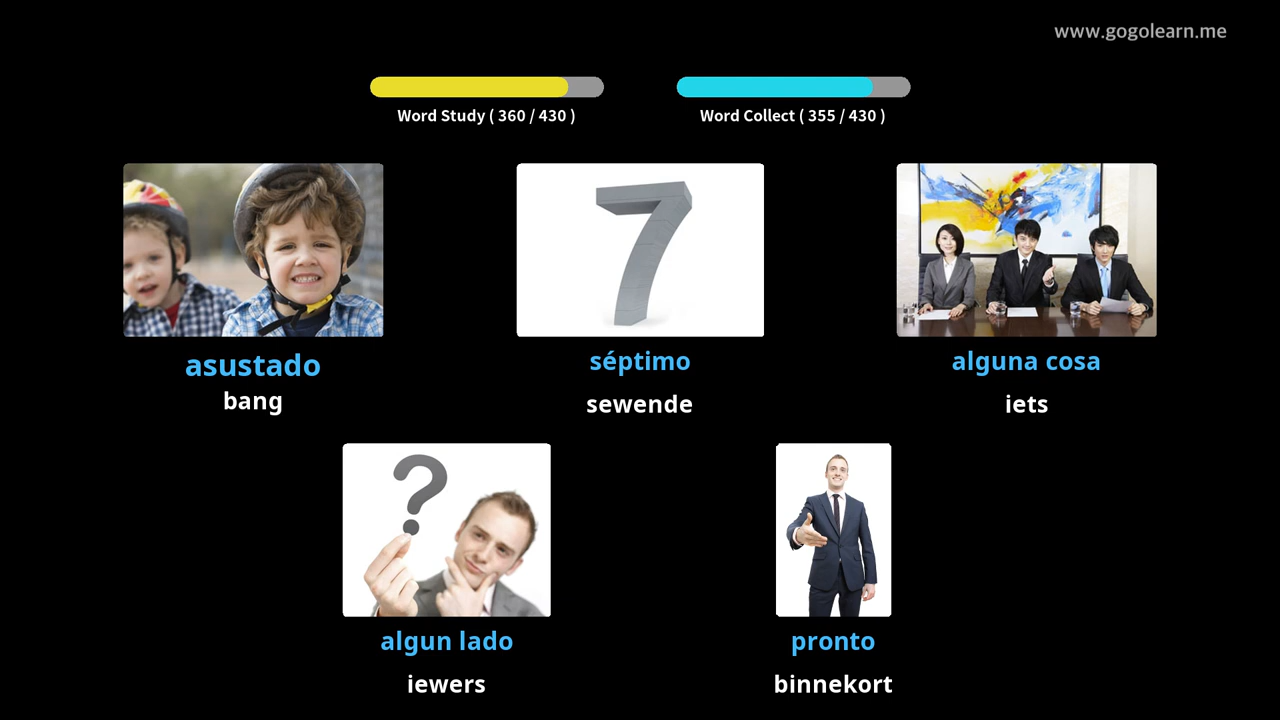 www.gogolearn.me
Word Study ( 360 / 430 )
Word Collect ( 355 / 430 )
asustado
bang
séptimo
sewende
alguna cosa
iets
algun lado
iewers
pronto
binnekort